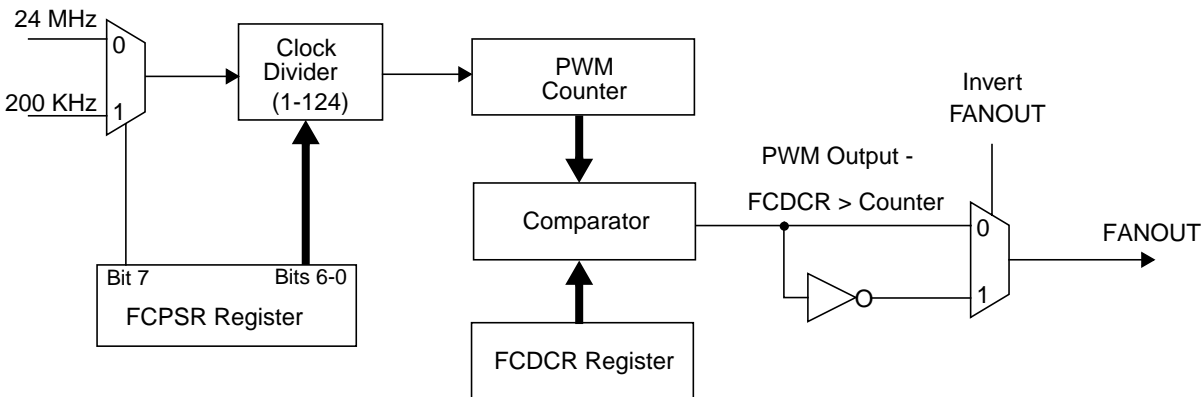 24 MHz
0
200 KHz
1
Clock
Divider
(1-124)
PWM
Counter
Invert
FANOUT
PWM Output -
FCDCR > Counter
Comparator
0
1
FANOUT
Bit 7
Bits 6-0
FCPSR Register
FCDCR Register